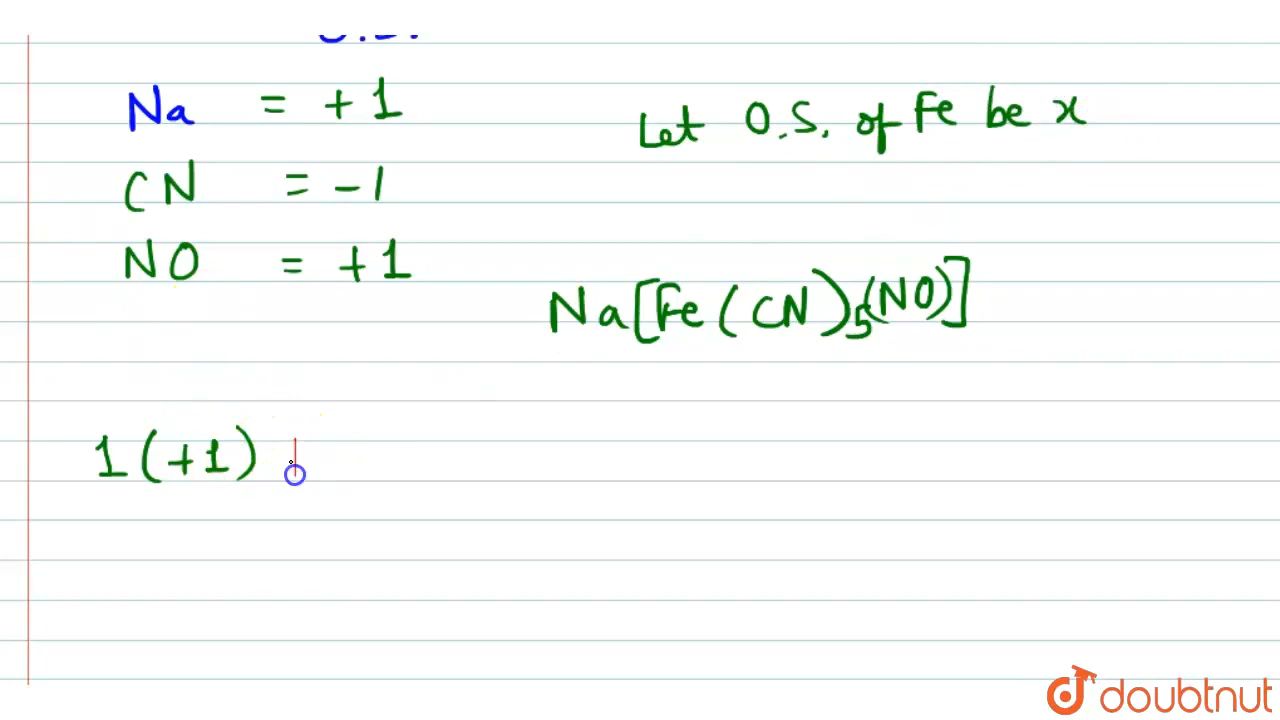 Na = +1
Let O.S. of Fe be x
CN = -1
NO = +1
Na[Fe(CN)₅(NO)]
1(+1)
doubtnut